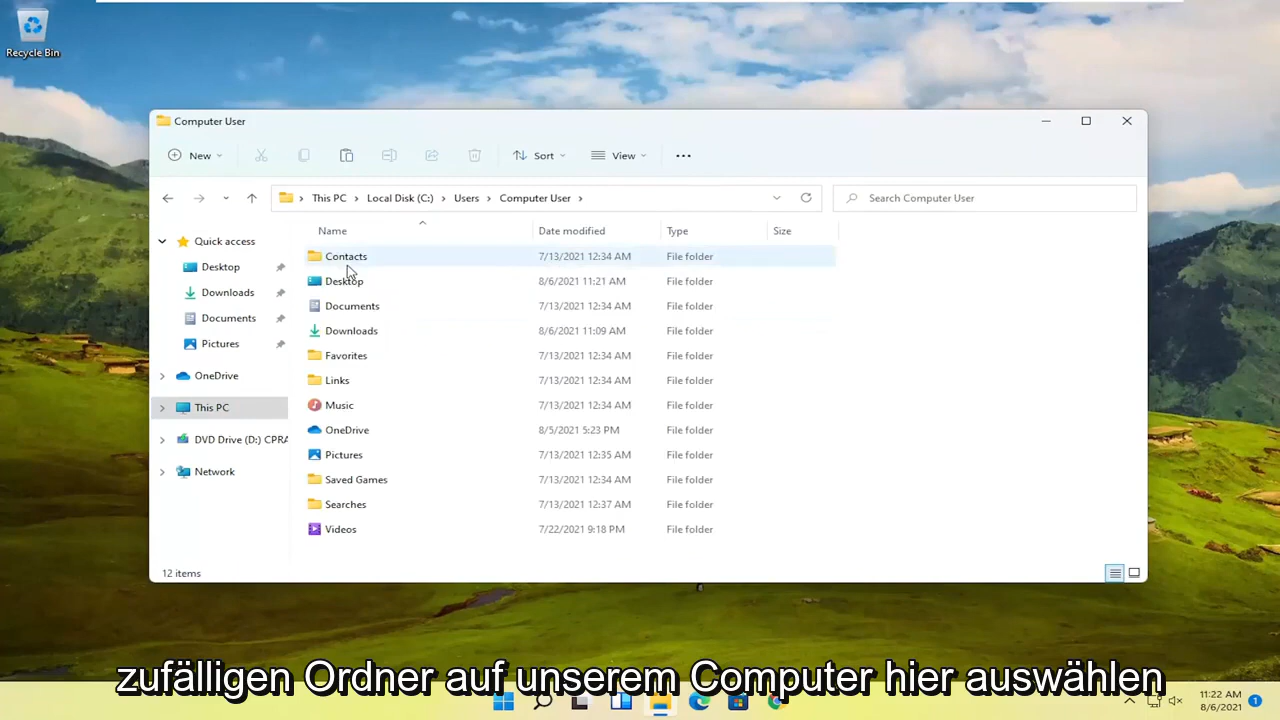 Recycle Bin
Computer User
New Sort View
This PC Local Disk (C:) Users Computer User
Search Computer User
Name Date modified Type Size
Quick access
Desktop
Downloads
Documents
Pictures
OneDrive
This PC
DVD Drive (D:) CPRA
Network
Contacts 7/13/2021 12:34 AM File folder
Desktop 8/6/2021 11:21 AM File folder
Documents 7/13/2021 12:34 AM File folder
Downloads 8/6/2021 11:09 AM File folder
Favorites 7/13/2021 12:34 AM File folder
Links 7/13/2021 12:34 AM File folder
Music 7/13/2021 12:34 AM File folder
OneDrive 8/5/2021 5:23 PM File folder
Pictures 7/13/2021 12:35 AM File folder
Saved Games 7/13/2021 12:34 AM File folder
Searches 7/13/2021 12:37 AM File folder
Videos 7/22/2021 9:18 PM File folder
12 items
zufälligen Ordner auf unserem Computer hier auswählen
11:22 AM
8/6/2021
1